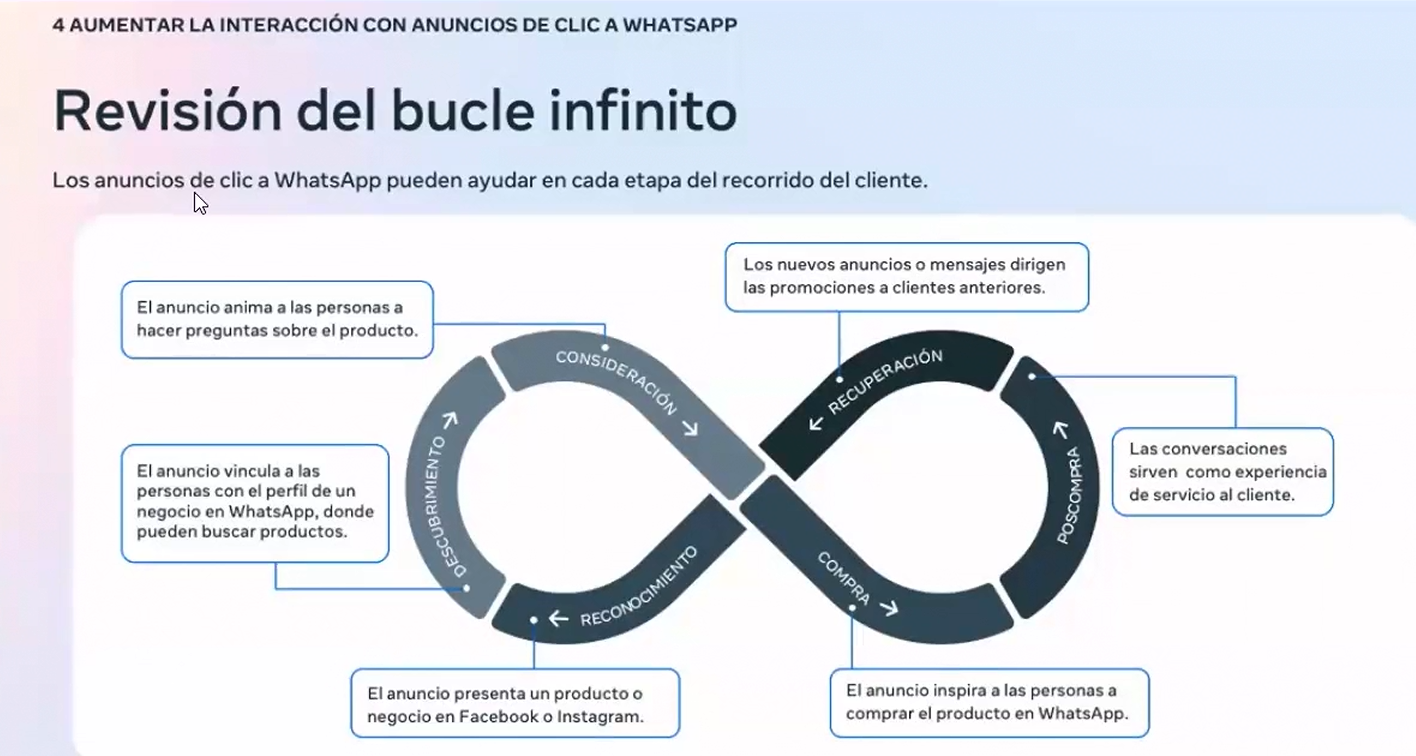 4 AUMENTAR LA INTERACCIÓN CON ANUNCIOS DE CLIC A WHATSAPP
Revisión del bucle infinito
Los anuncios de clic a WhatsApp pueden ayudar en cada etapa del recorrido del cliente.
Los nuevos anuncios o mensajes dirigen
las promociones a clientes anteriores.
El anuncio anima a las personas a
hacer preguntas sobre el producto.
CONSIDERACIÓN →
← RECUPERACIÓN
DESCUBRIMIENTO →
POSCOMPRA →
El anuncio vincula a las
personas con el perfil de un
negocio en WhatsApp, donde
pueden buscar productos.
Las conversaciones
sirven como experiencia
de servicio al cliente.
← RECONOCIMIENTO
COMPRA →
El anuncio presenta un producto o
negocio en Facebook o Instagram.
El anuncio inspira a las personas a
comprar el producto en WhatsApp.